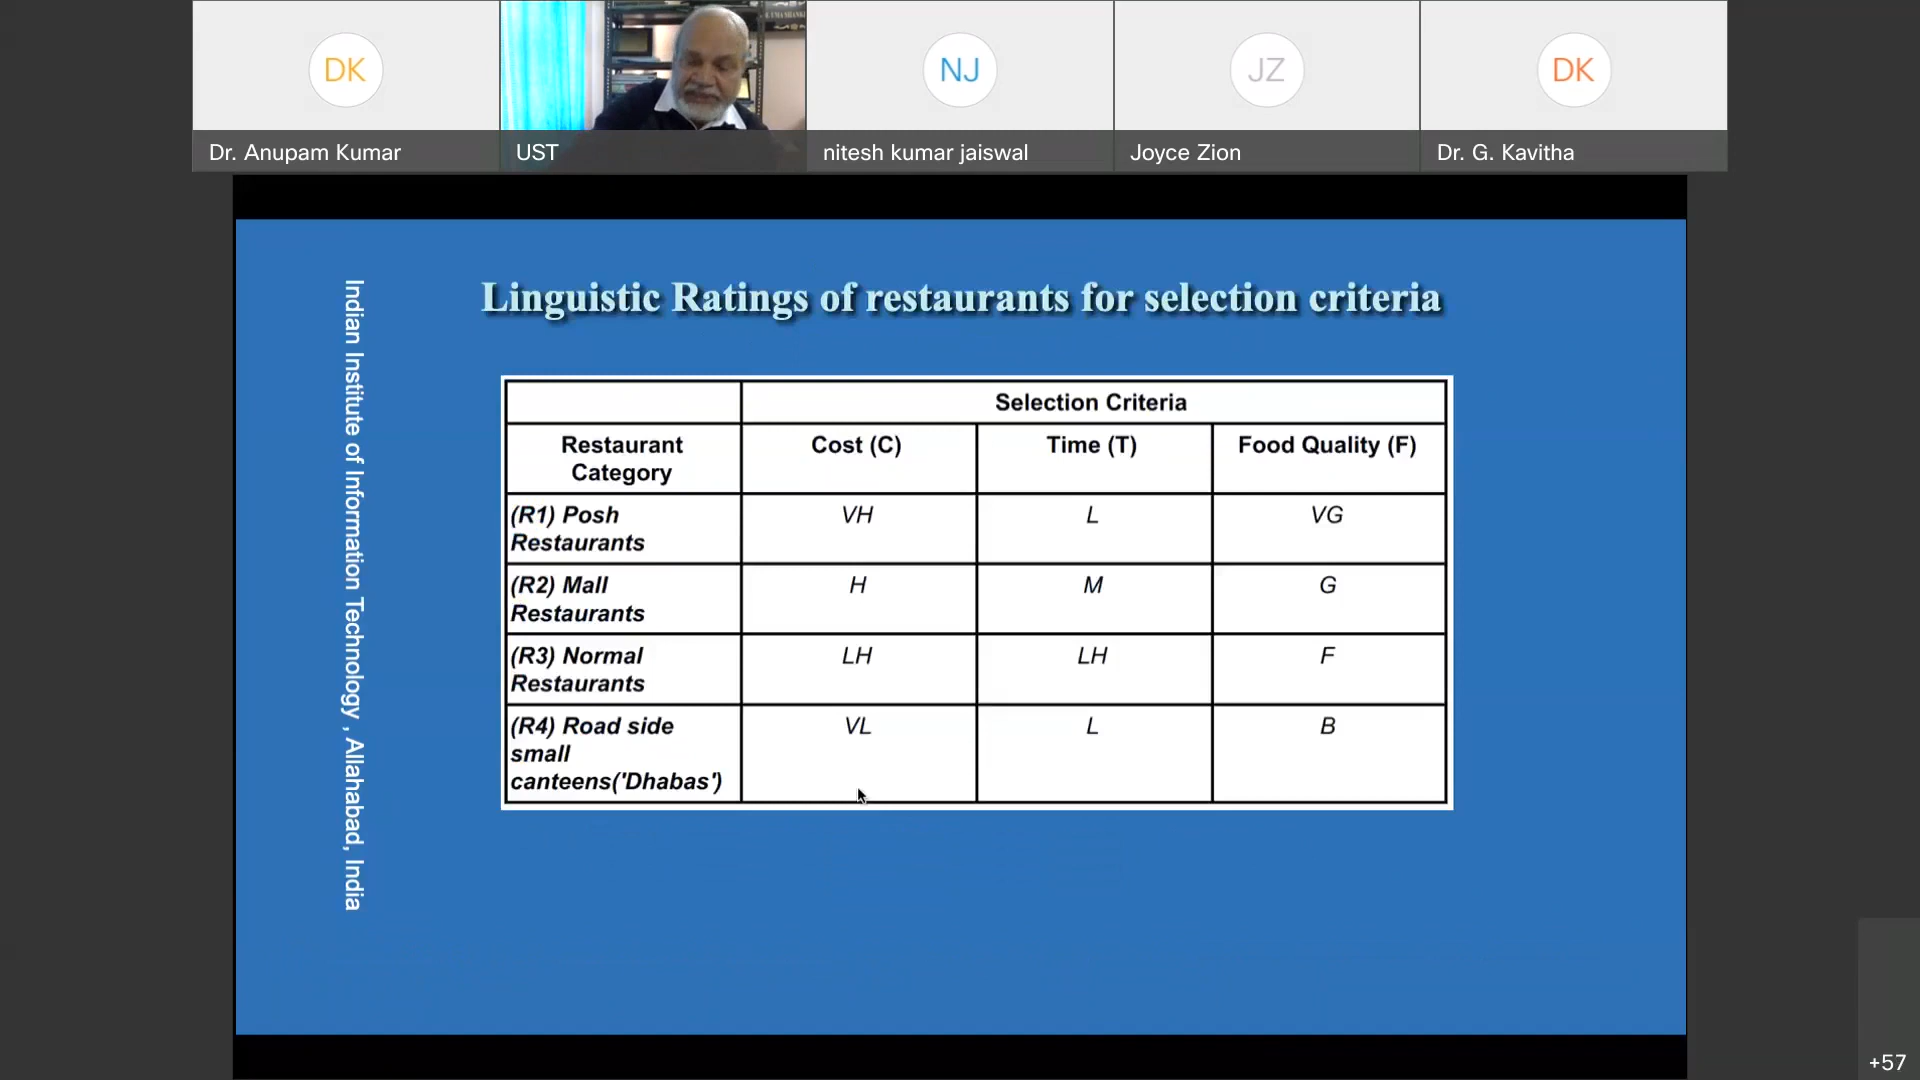 DK
NJ
JZ
DK
Dr. Anupam Kumar
UST
nitesh kumar jaiswal
Joyce Zion
Dr. G. Kavitha
Indian Institute of Information Technology , Allahabad, India
Linguistic Ratings of restaurants for selection criteria
Selection Criteria
Restaurant
Category
Cost (C)
Time (T)
Food Quality (F)
(R1) Posh
Restaurants
VH
L
VG
(R2) Mall
Restaurants
H
M
G
(R3) Normal
Restaurants
LH
LH
F
(R4) Road side
small
canteens('Dhabas')
VL
L
B
+57